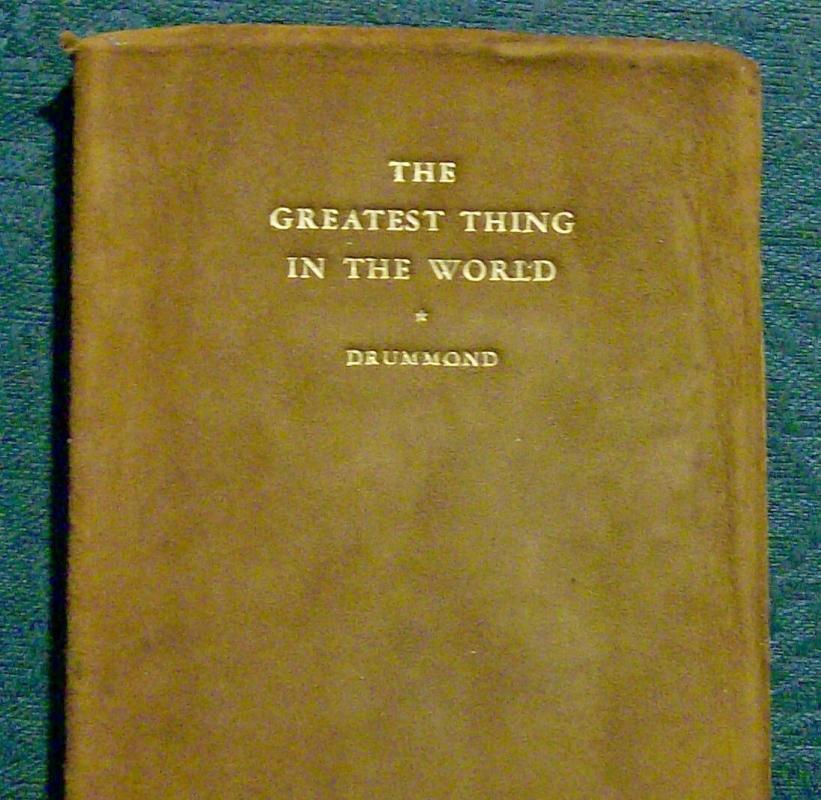 THE
GREATEST THING
IN THE WORLD
*
DRUMMOND